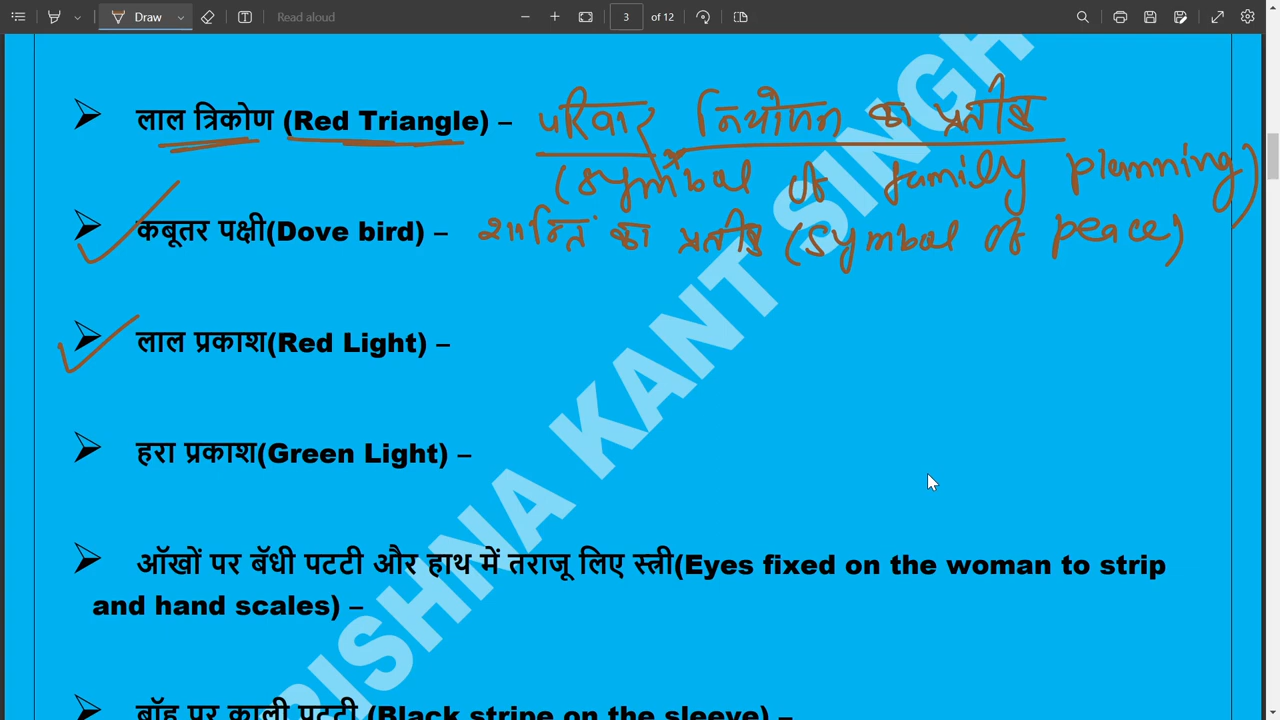 Draw
Read aloud
3 of 12
लाल त्रिकोण (Red Triangle) – परिवार नियोजन का प्रतीक
(symbol of family planning)
कबूतर पक्षी(Dove bird) – शान्ति का प्रतीक (symbol of peace)
लाल प्रकाश(Red Light) –
हरा प्रकाश(Green Light) –
ऑखों पर बॅधी पटटी और हाथ में तराजू लिए स्त्री(Eyes fixed on the woman to strip
and hand scales) –
बॉह पर काली पटटी (Black stripe on the sleeve) –
RISHNA KANT SINGH